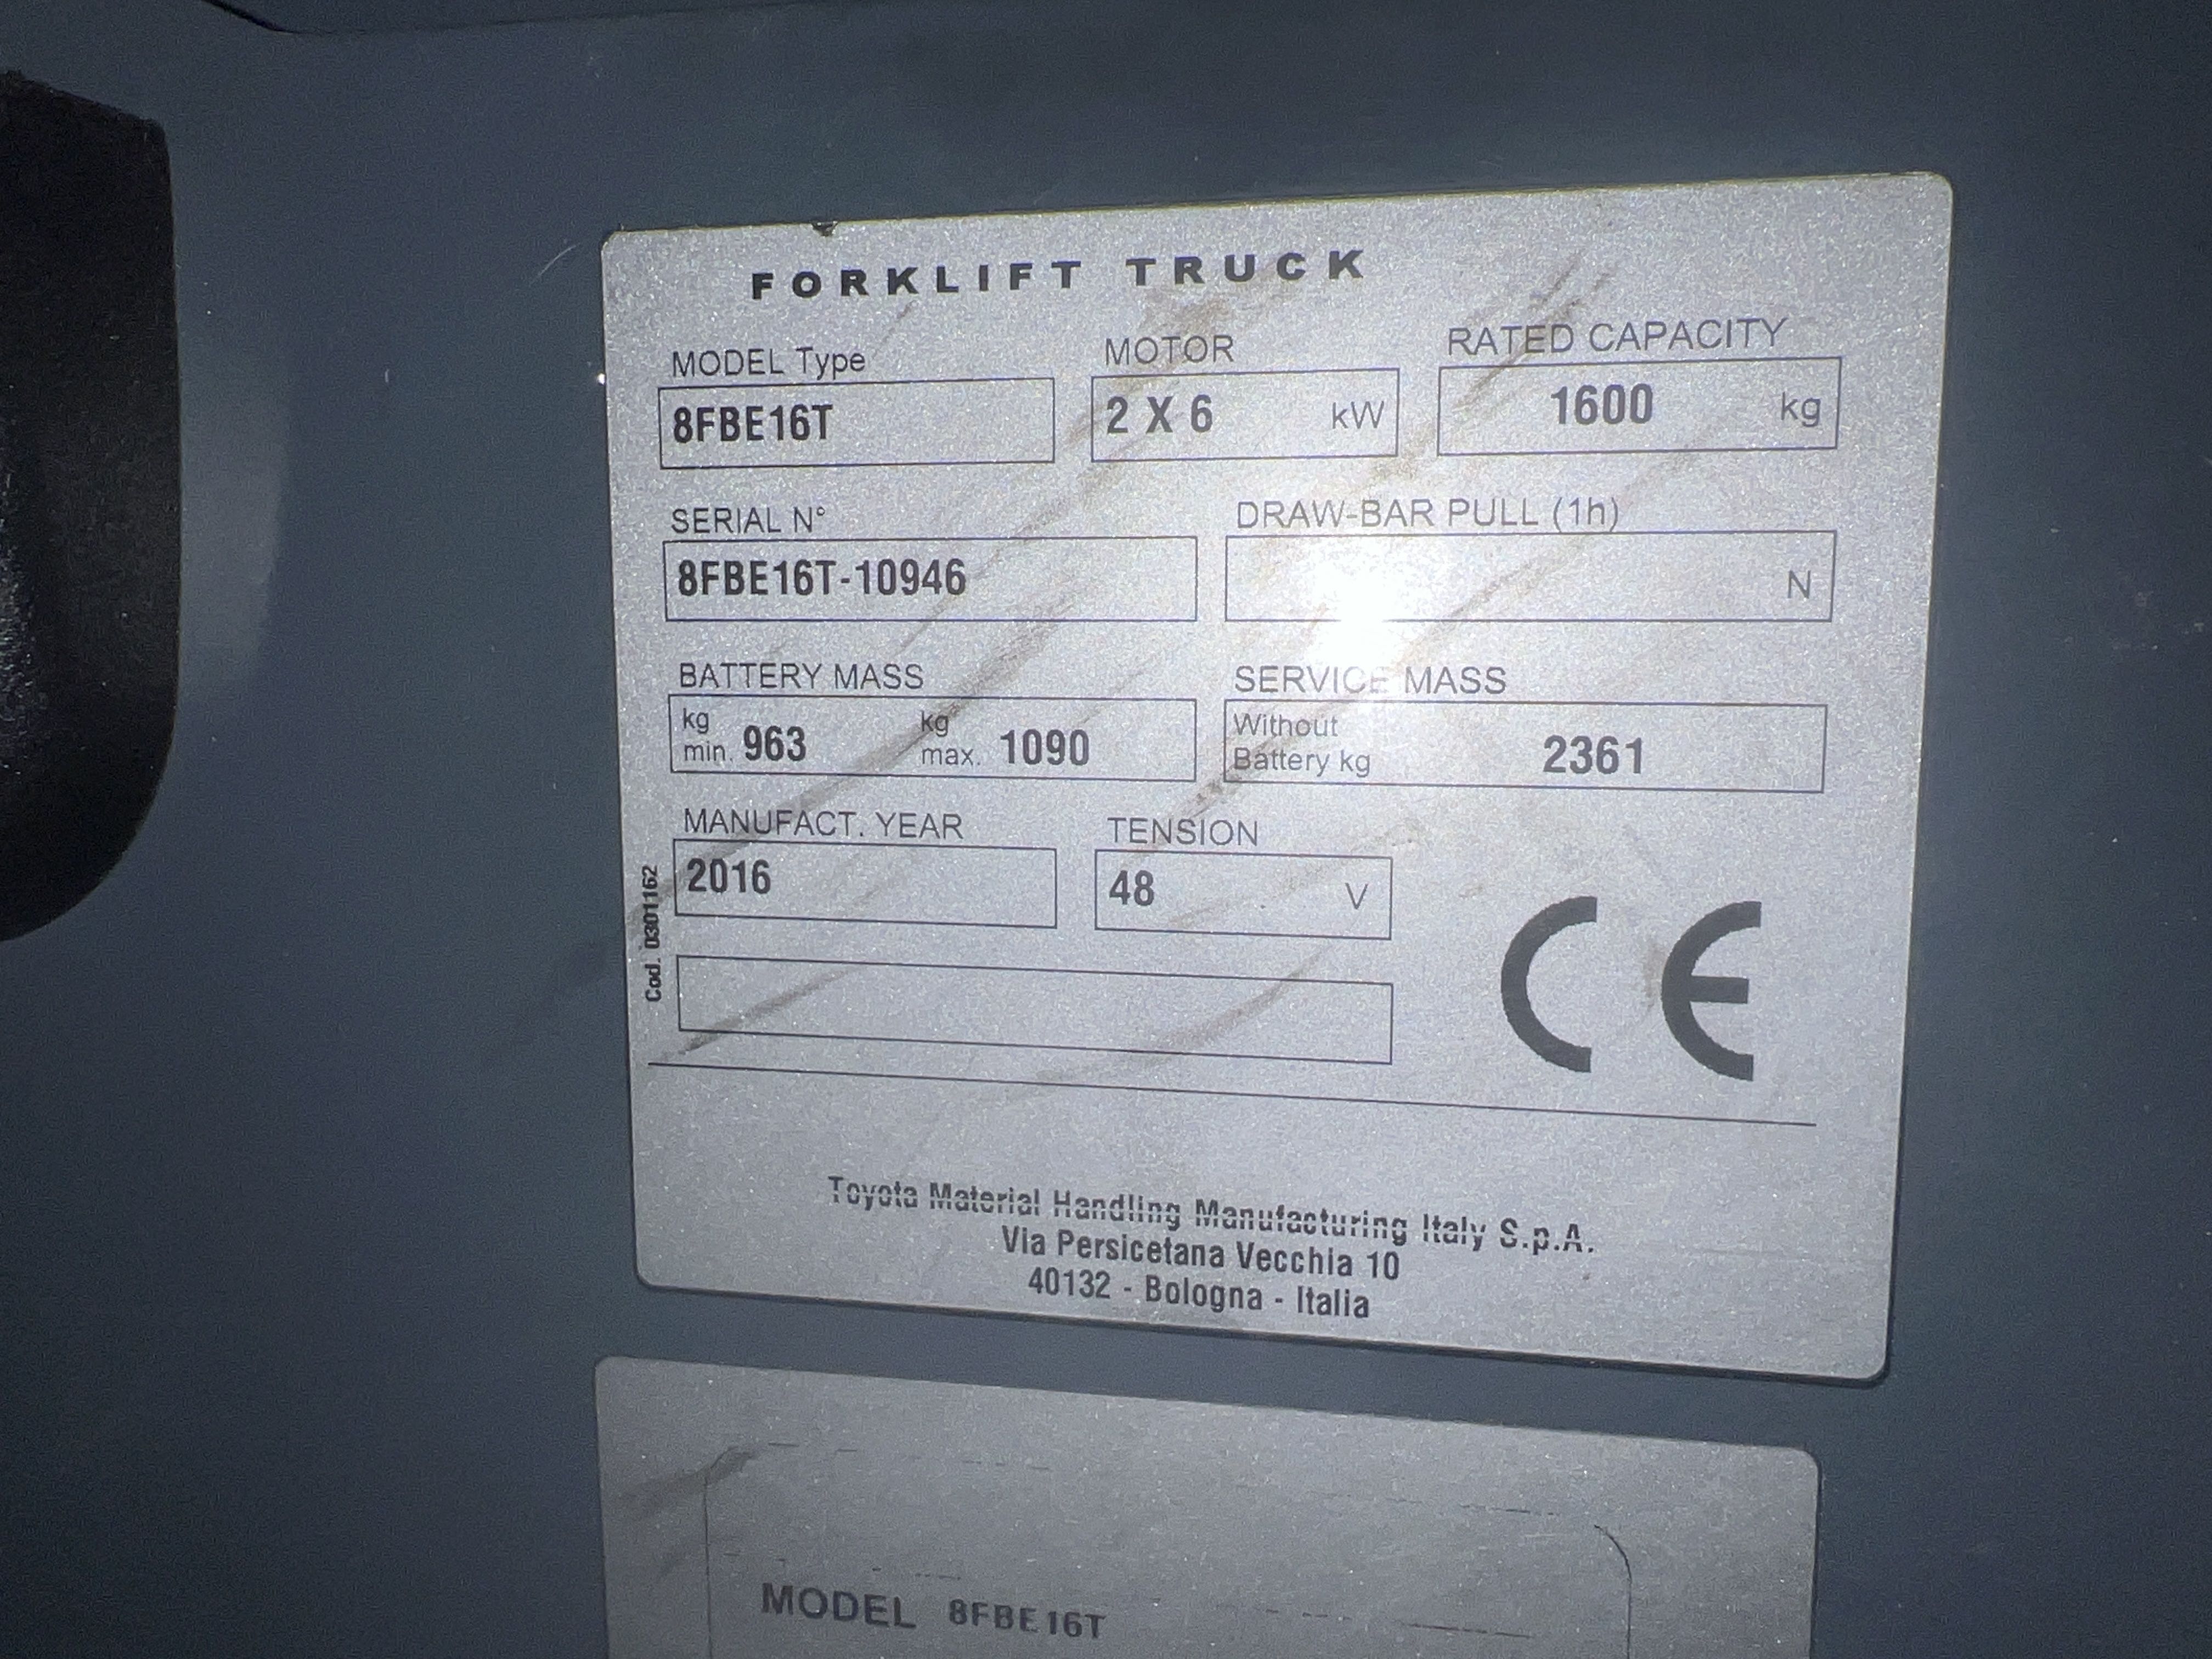 FORKLIFT TRUCK
MODEL Type MOTOR RATED CAPACITY
8FBE16T 2 X 6 kW 1600 kg
SERIAL N° DRAW-BAR PULL (1h)
8FBE16T-10946 N
BATTERY MASS SERVICE MASS
kg min. 963 kg max. 1090 Without Battery kg 2361
MANUFACT. YEAR TENSION
2016 48 V
CE
Cod. 0301162
Toyota Material Handling Manufacturing Italy S.p.A.
Via Persicetana Vecchia 10
40132 - Bologna - Italia
MODEL 8FBE16T